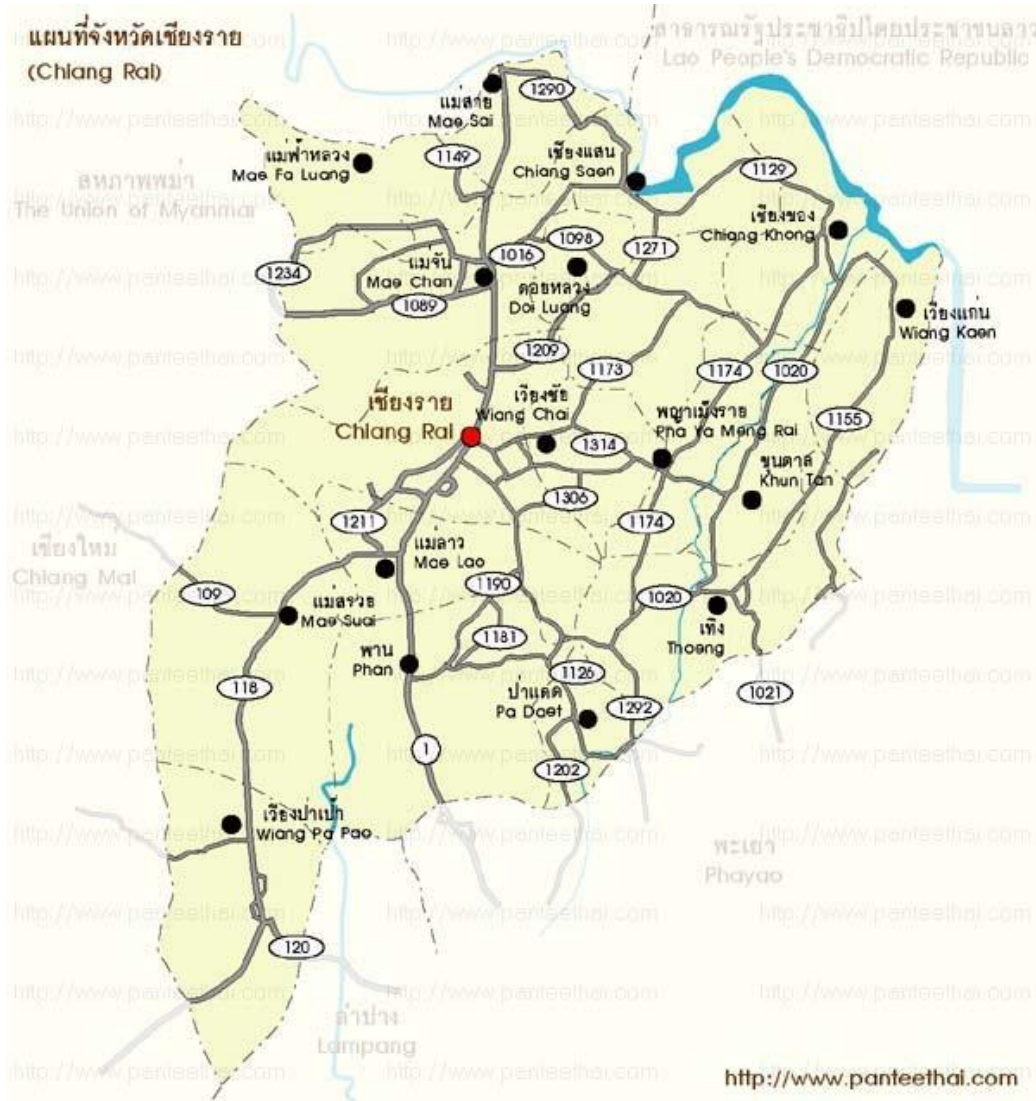 แผนที่จังหวัดเชียงราย
(Chiang Rai)
สาธารณรัฐประชาธิปไตยประชาชนลาว
Lao People's Democratic Republic
แม่สาย
Mae Sai
1290
1149
แม่ฟ้าหลวง
Mae Fa Luang
เชียงแสน
Chiang Saen
1129
สหภาพพม่า
The Union of Myanmar
เชียงของ
Chiang Khong
1234
1016
1098
1271
แม่จัน
Mae Chan
1089
ดอยหลวง
Doi Luang
เวียงแก่น
Wiang Kaen
1209
1173
1174
1020
เชียงราย
Chiang Rai
เวียงชัย
Wiang Chai
1314
พญาเม็งราย
Pha Ya Meng Rai
1155
ขุนตาล
Khun Tan
1306
1211
1174
เชียงใหม่
Chiang Mai
แม่ลาว
Mae Lao
109
แม่สรวย
Mae Suai
1190
1020
เทิง
Thoeng
1181
พาน
Phan
1126
118
ป่าแดด
Pa Daet
1292
1021
1
1202
เวียงป่าเป้า
Wiang Pa Pao
พะเยา
Phayao
120
ลำปาง
Lampang
http://www.panteethai.com